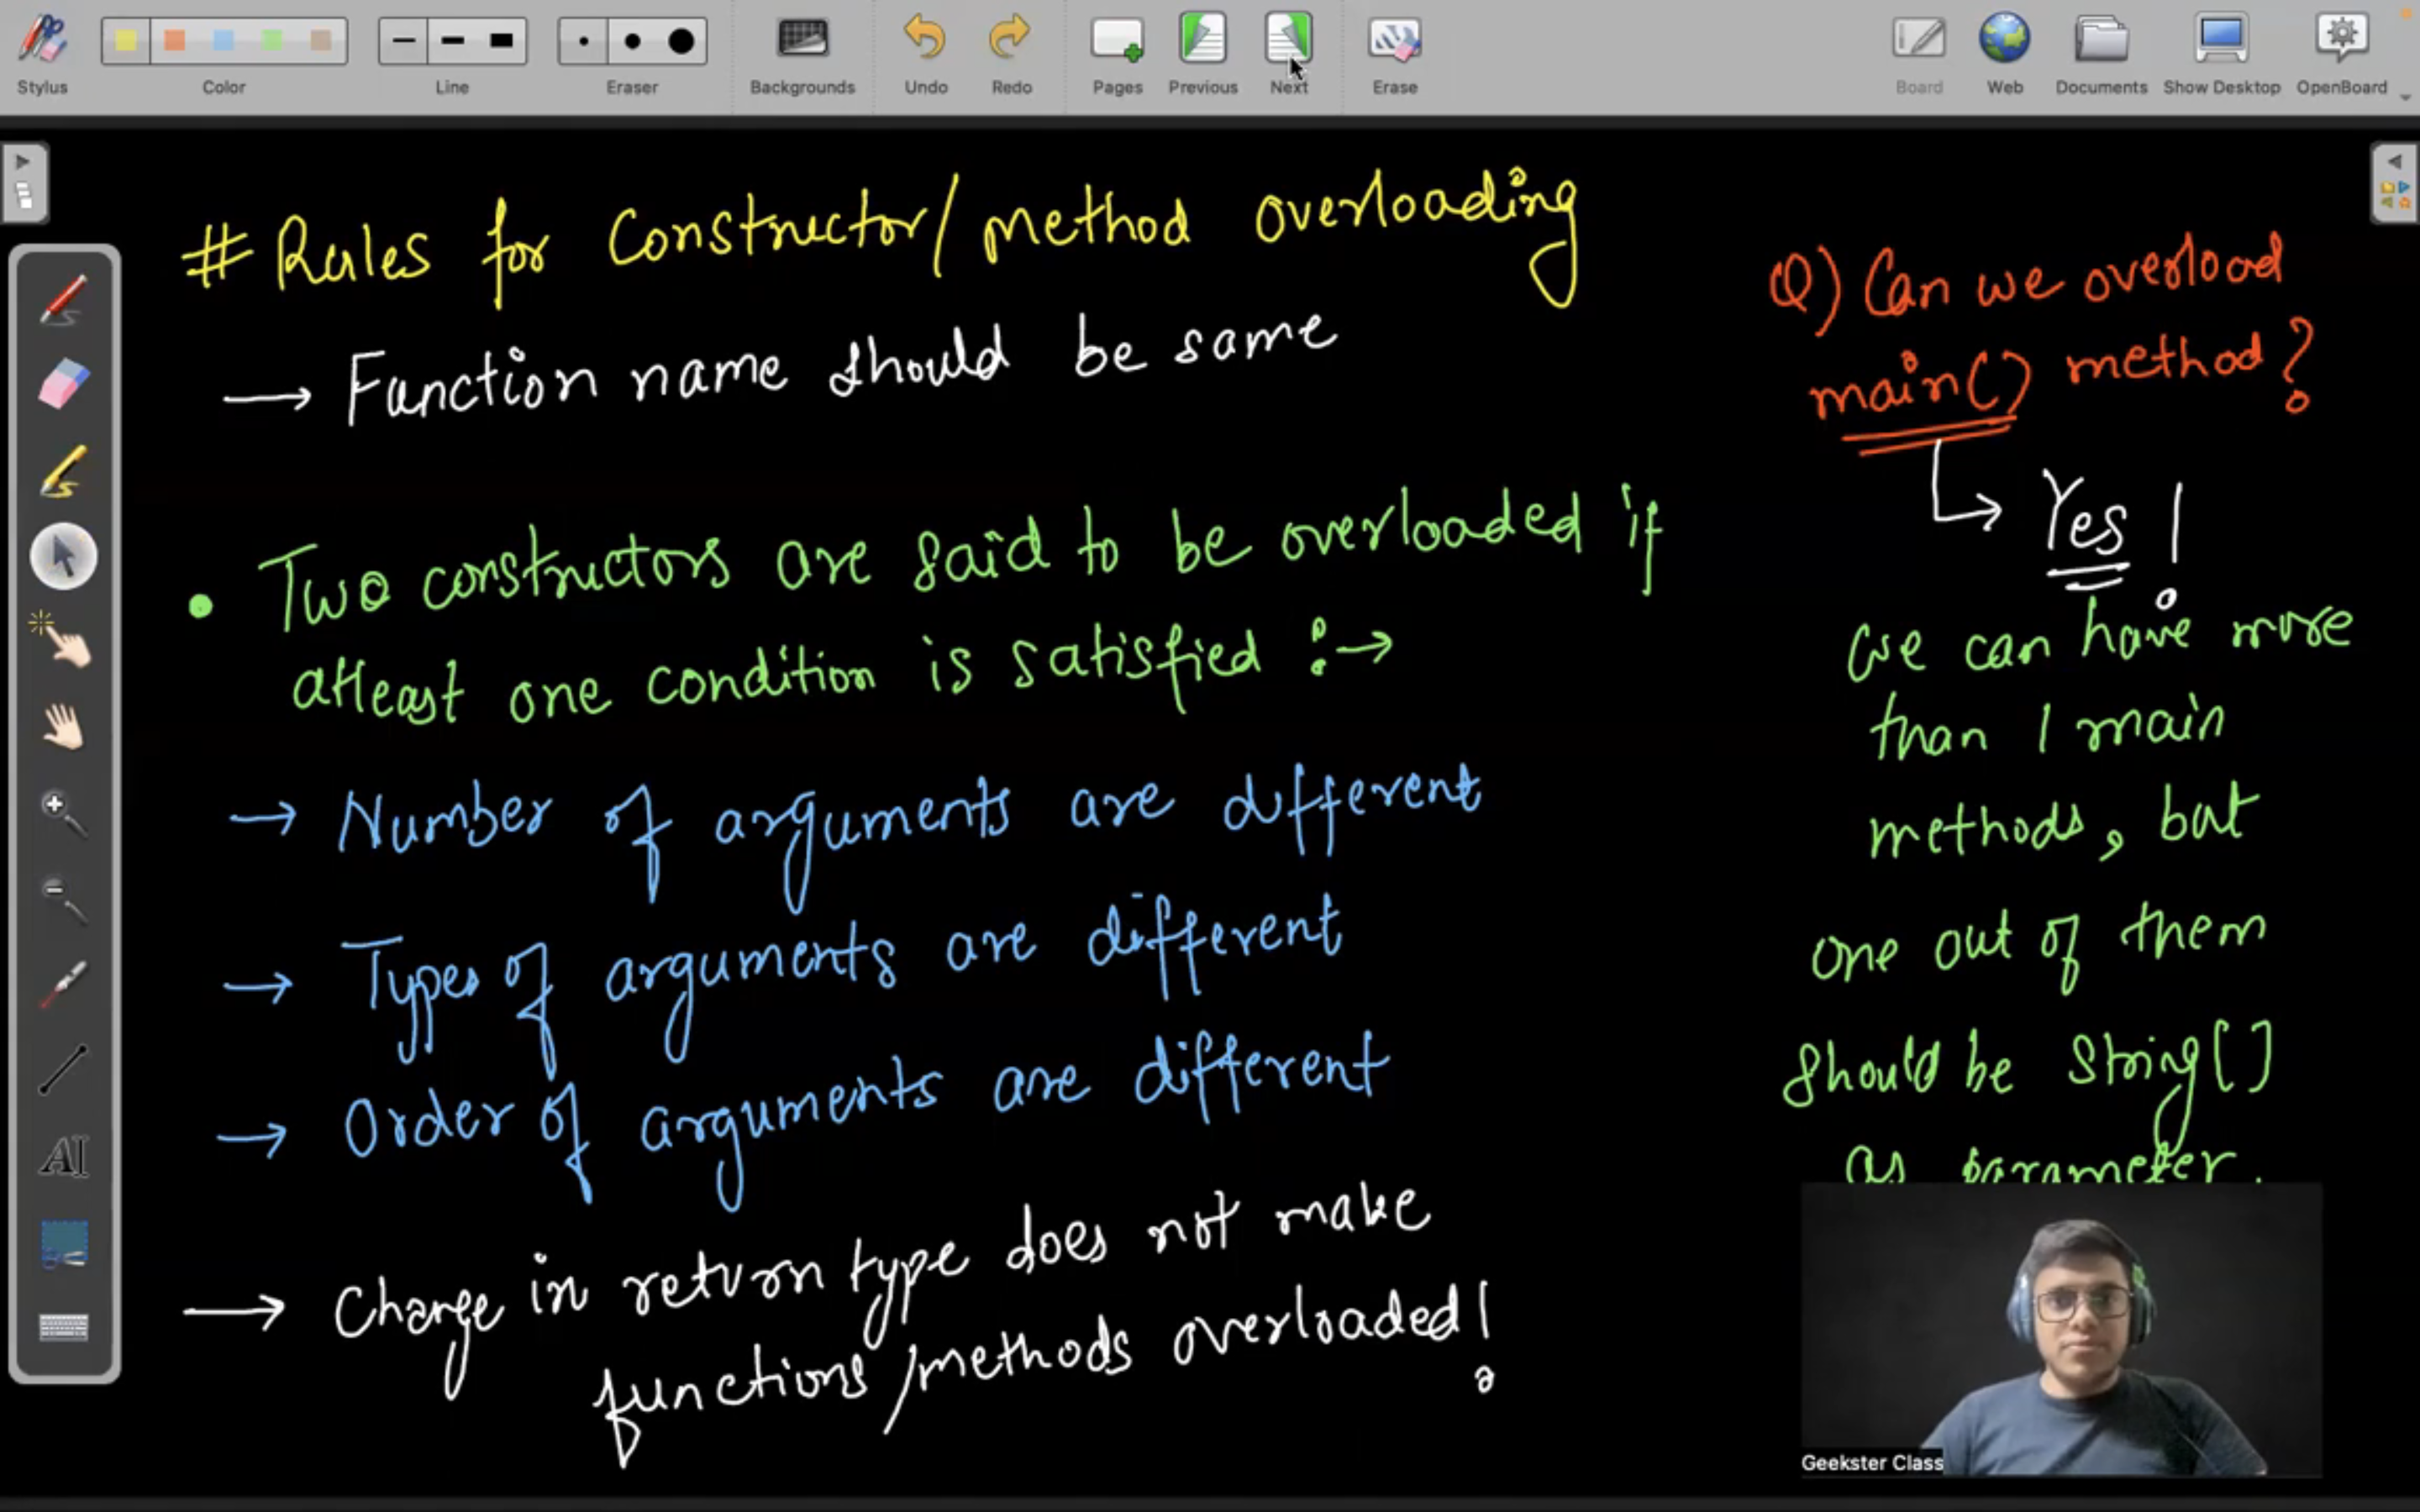 Stylus
Color
Line
Eraser
Backgrounds
Undo
Redo
Pages
Previous
Next
Erase
Board
Web
Documents
Show Desktop
OpenBoard
# Rules for Constructor/method overloading
→ Function name should be same
• Two constructors are said to be overloaded if
atleast one condition is satisfied :→
→ Number of arguments are different
→ Types of arguments are different
→ Order of arguments are different
→ Change in return type does not make
functions/methods overloaded!
Q) Can we overload
main() method?
↳ Yes!
We can have more
than 1 main
methods, but
one out of them
should be String[]
as parameter.
AI
Geekster Class